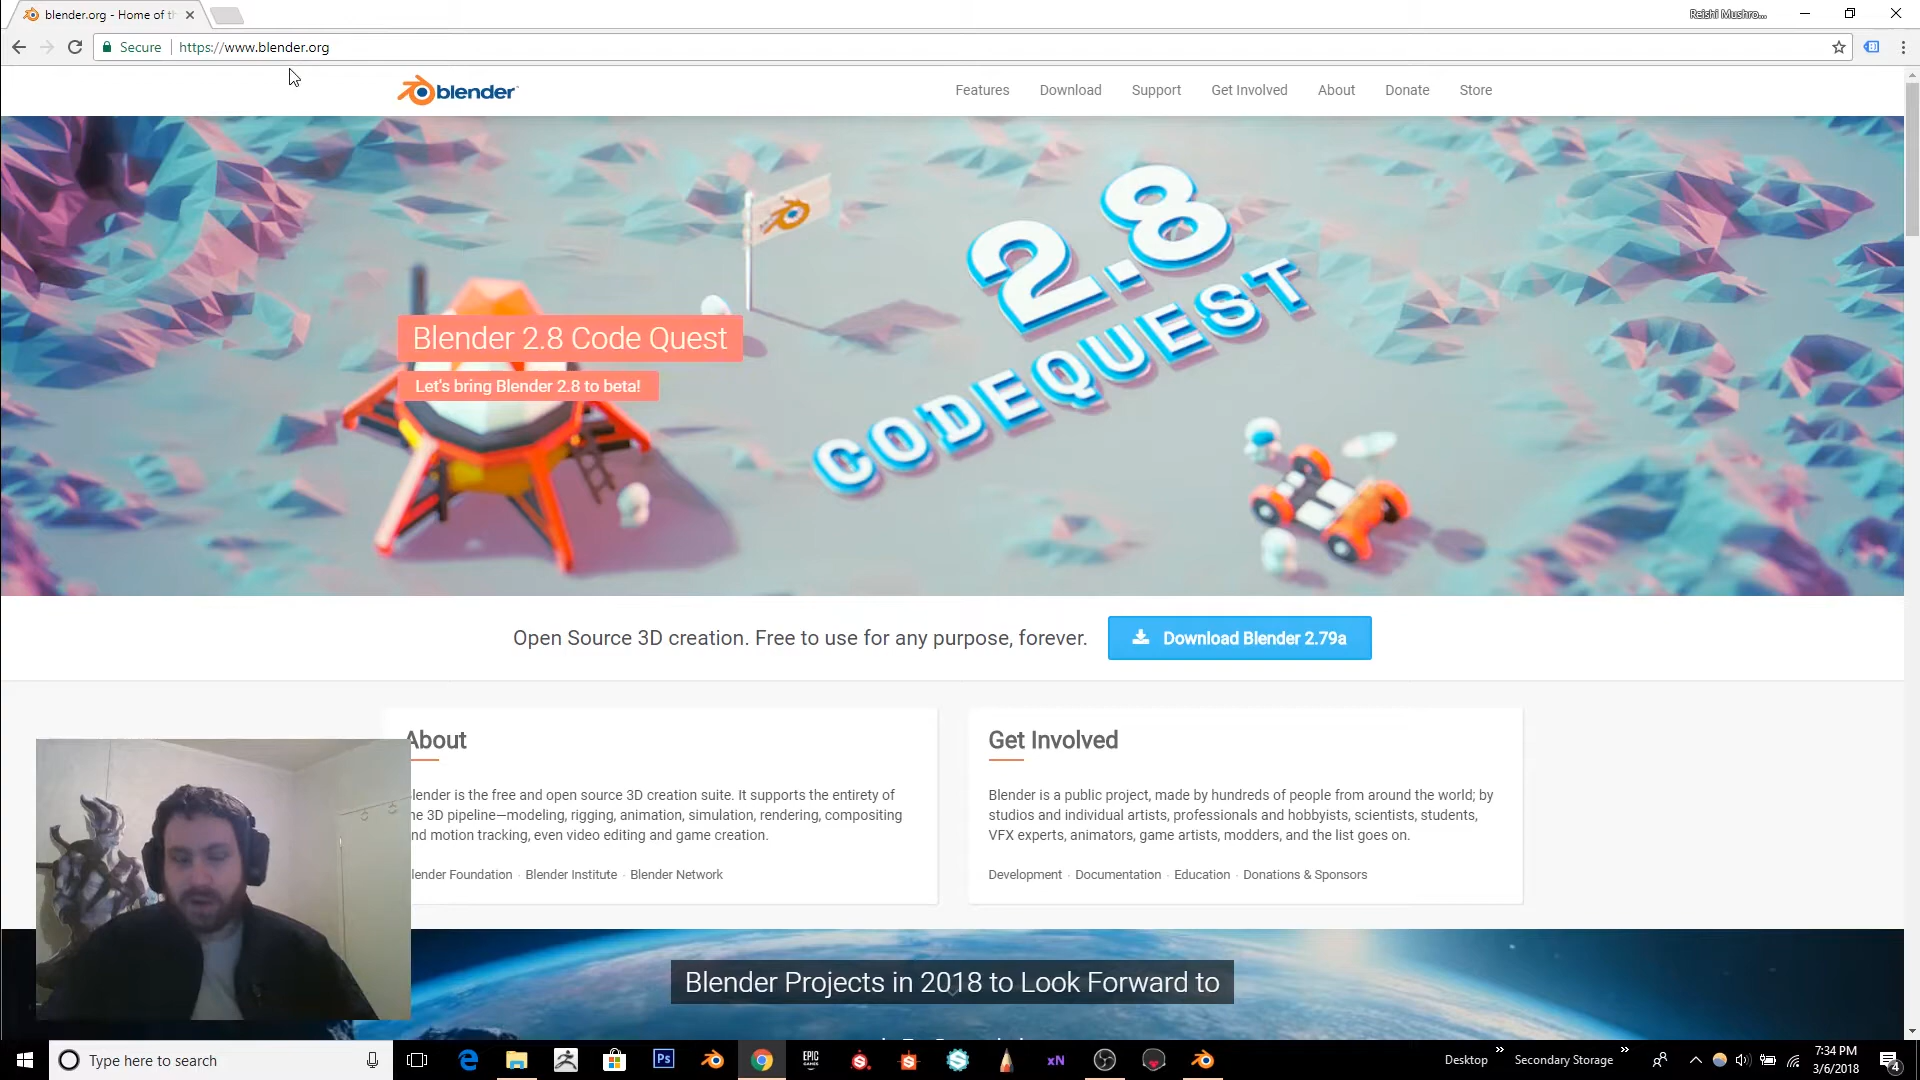 blender.org - Home of th
Reishi Mushro...
Secure
https://www.blender.org
blender
Features
Download
Support
Get Involved
About
Donate
Store
2.8
CODEQUEST
Blender 2.8 Code Quest
Let's bring Blender 2.8 to beta!
Open Source 3D creation. Free to use for any purpose, forever.
Download Blender 2.79a
About
lender is the free and open source 3D creation suite. It supports the entirety of
e 3D pipeline—modeling, rigging, animation, simulation, rendering, compositing
nd motion tracking, even video editing and game creation.
lender Foundation · Blender Institute · Blender Network
Get Involved
Blender is a public project, made by hundreds of people from around the world; by
studios and individual artists, professionals and hobbyists, scientists, students,
VFX experts, animators, game artists, modders, and the list goes on.
Development · Documentation · Education · Donations & Sponsors
Blender Projects in 2018 to Look Forward to
Type here to search
Ps
EPIC
GAMES
xN
Desktop
Secondary Storage
7:34 PM
3/6/2018
4